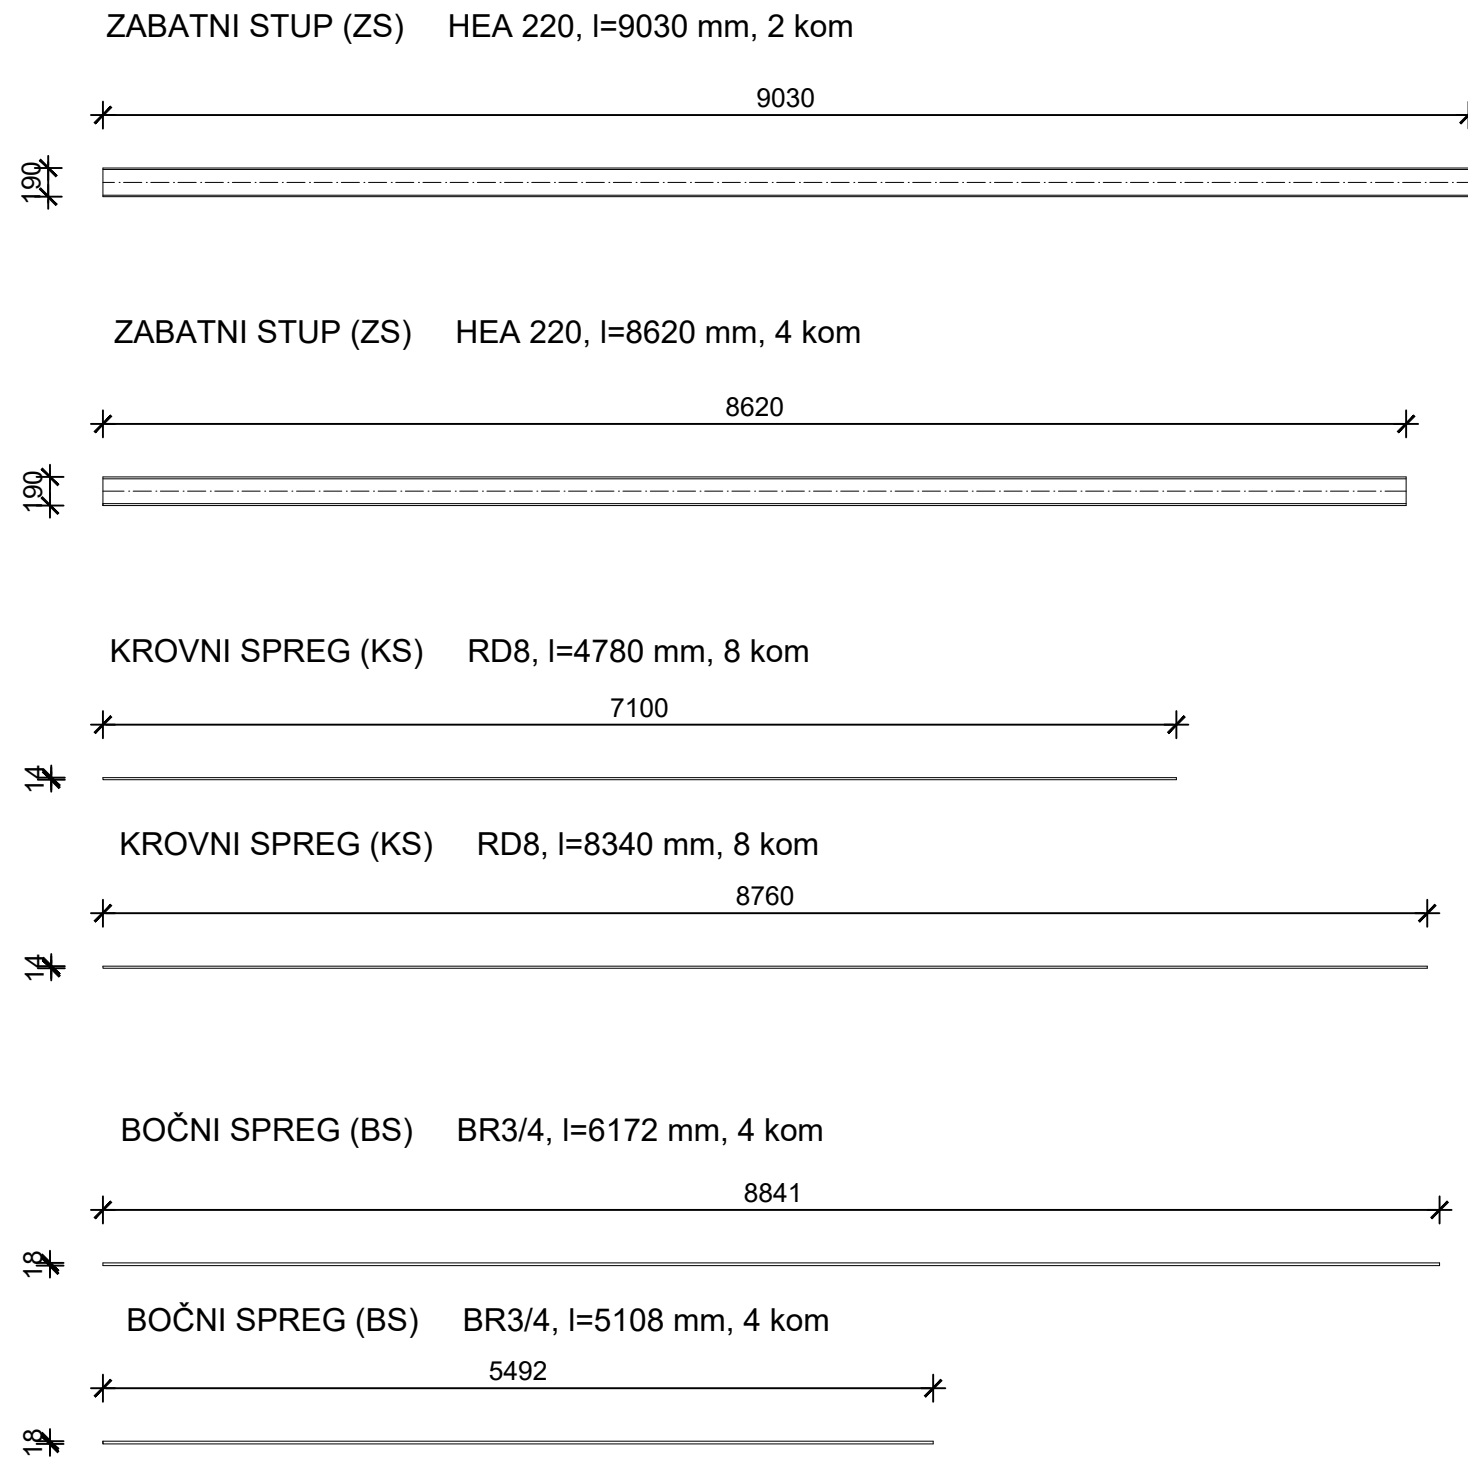 ZABATNI STUP (ZS) HEA 220, l=9030 mm, 2 kom
9030
190
ZABATNI STUP (ZS) HEA 220, l=8620 mm, 4 kom
8620
190
KROVNI SPREG (KS) RD8, l=4780 mm, 8 kom
7100
14
KROVNI SPREG (KS) RD8, l=8340 mm, 8 kom
8760
14
BOČNI SPREG (BS) BR3/4, l=6172 mm, 4 kom
8841
18
BOČNI SPREG (BS) BR3/4, l=5108 mm, 4 kom
5492
18